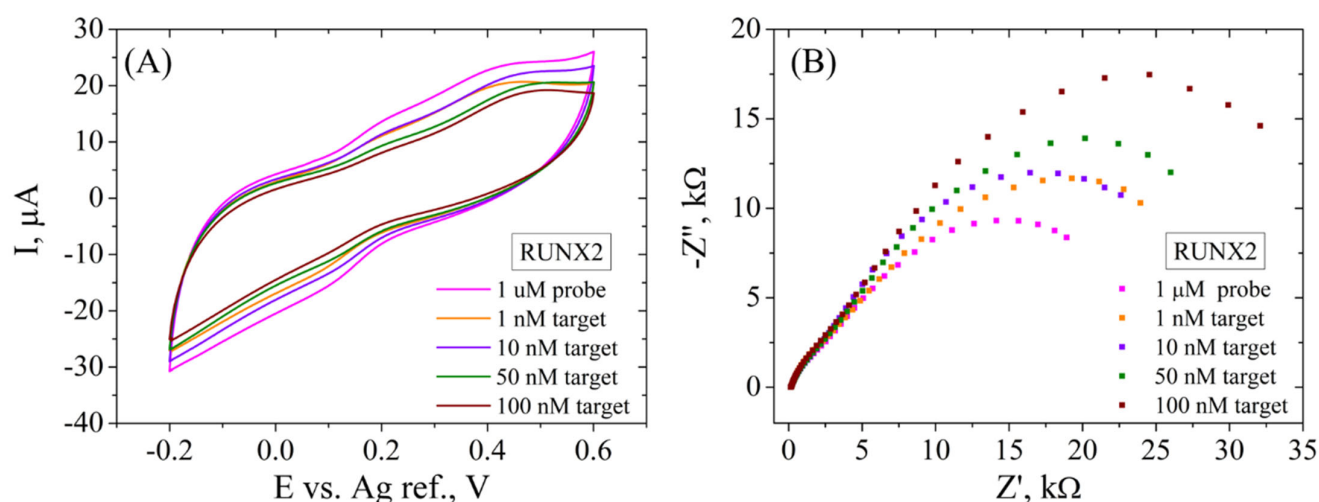 (A)
30
20
10
0
-10
-20
-30
-40
I, μA
-0.2
0.0
0.2
0.4
0.6
E vs. Ag ref., V
RUNX2
1 uM probe
1 nM target
10 nM target
50 nM target
100 nM target
(B)
20
15
10
5
0
-Z'', kΩ
0
5
10
15
20
25
30
35
Z', kΩ
RUNX2
1 μM probe
1 nM target
10 nM target
50 nM target
100 nM target